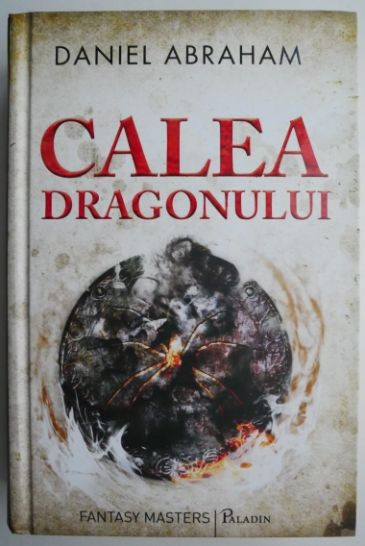 DANIEL ABRAHAM
CALEA
DRAGONULUI
FANTASY MASTERS | PALADIN